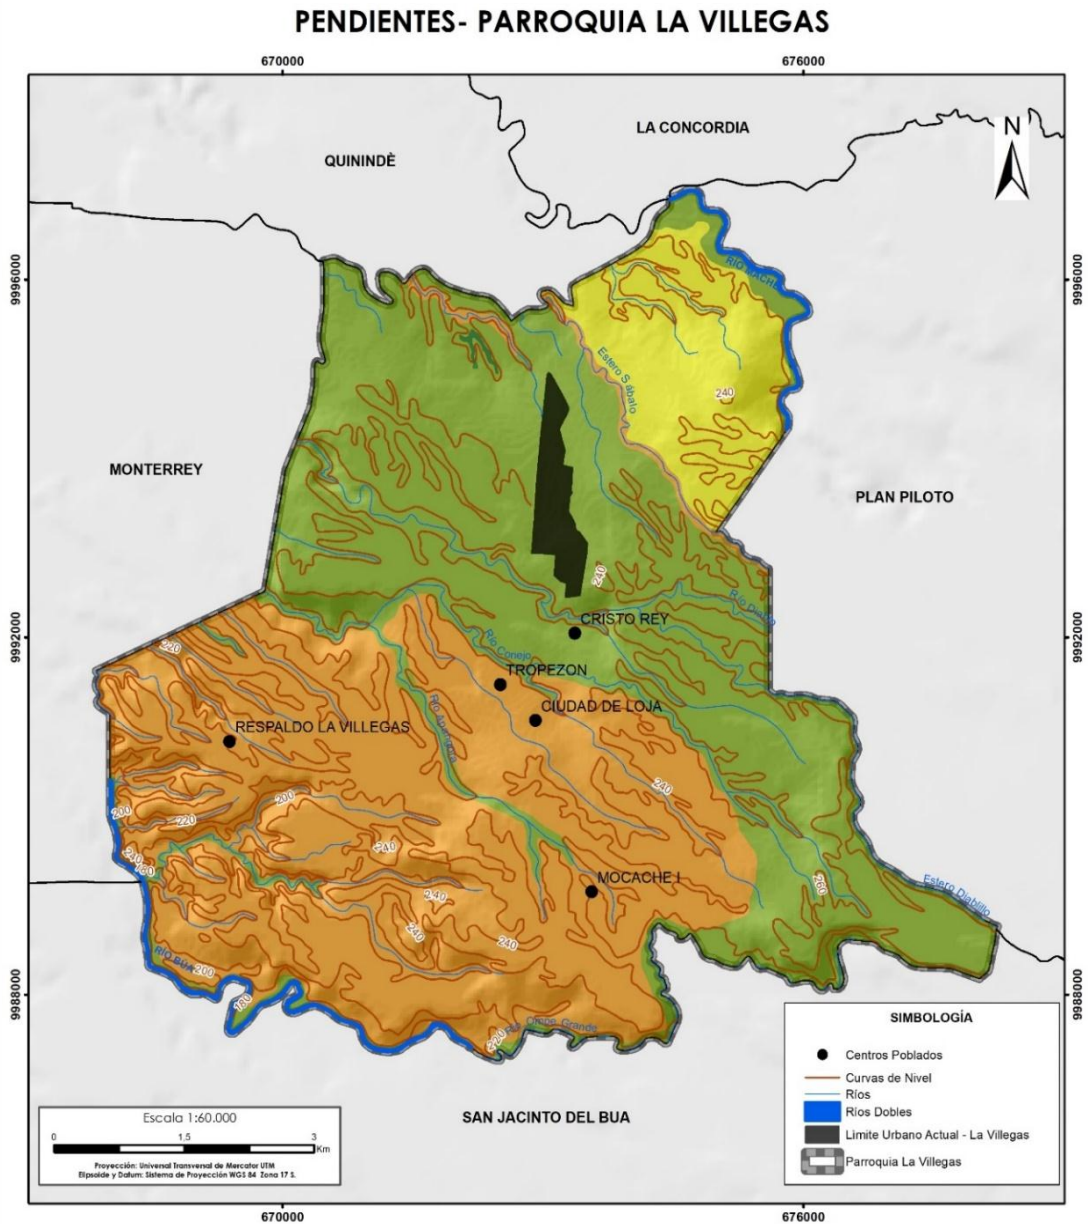 PENDIENTES- PARROQUIA LA VILLEGAS
670000
676000
LA CONCORDIA
N
QUININDÈ
RÍO CACHE
9996000
9996000
Estero Sábalo
240
MONTERREY
PLAN PILOTO
240
Río Diablo
CRISTO REY
9992000
9992000
Río Conejo
220
TROPEZON
CIUDAD DE LOJA
RESPALDO LA VILLEGAS
240
200
200
220
240
240
180
MOCACHE I
260
240
Estero Diablillo
240
240
RÍO BUA
200
180
9988000
9988000
220
Grande
SAN JACINTO DEL BUA
Escala 1:60.000
0 1,5 3
Km
Proyección: Universal Transversal de Mercator UTM
Elipsoide y Datum: Sistema de Proyección WGS 84 Zona 17 S.
SIMBOLOGÍA
Centros Poblados
Curvas de Nivel
Ríos
Ríos Dobles
Limite Urbano Actual - La Villegas
Parroquia La Villegas
670000
676000